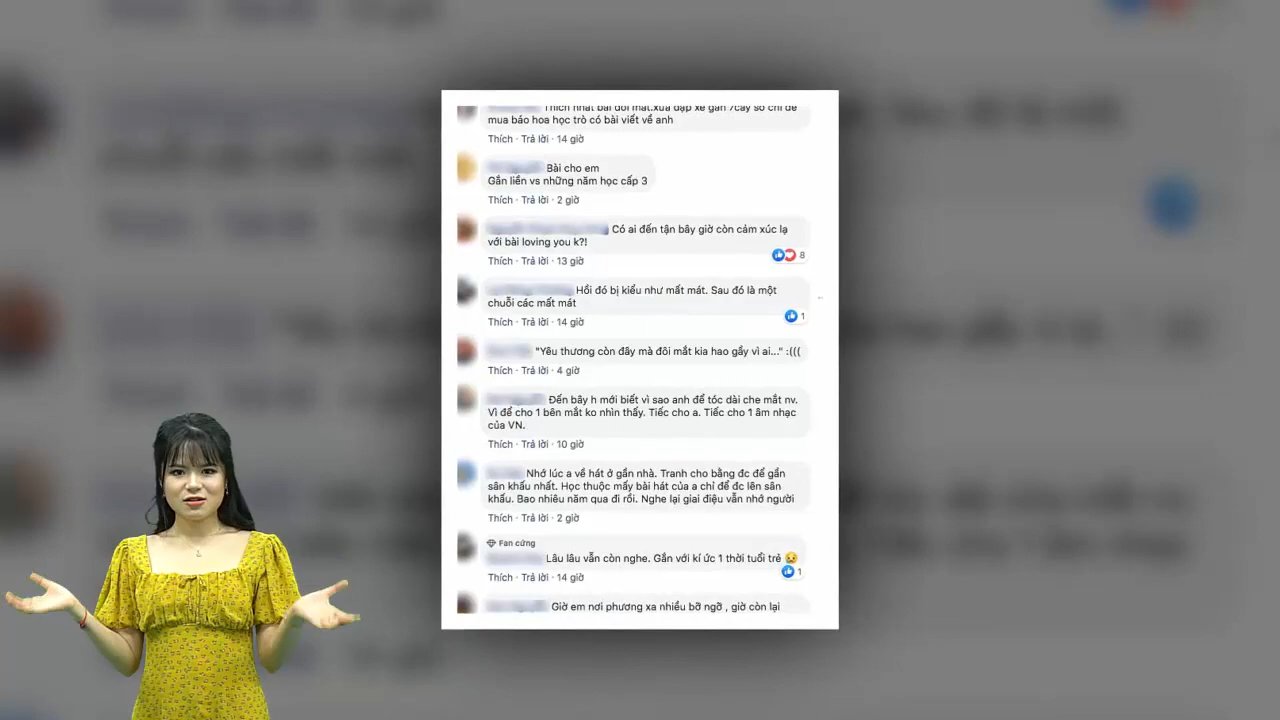 Thích nhất bài đôi mắt.xưa đạp xe gần 7cây số chỉ để
mua báo hoa học trò có bài viết về anh
Thích · Trả lời · 14 giờ
Bài cho em
Gắn liền vs những năm học cấp 3
Thích · Trả lời · 2 giờ
Có ai đến tận bây giờ còn cảm xúc lạ
với bài loving you k?!
8
Thích · Trả lời · 13 giờ
Hồi đó bị kiểu như mất mát. Sau đó là một
chuỗi các mất mát
1
Thích · Trả lời · 14 giờ
"Yêu thương còn đây mà đôi mắt kia hao gầy vì ai..." :(((
Thích · Trả lời · 4 giờ
Đến bây h mới biết vì sao anh để tóc dài che mắt nv.
Vì để cho 1 bên mắt ko nhìn thấy. Tiếc cho a. Tiếc cho 1 âm nhạc
của VN.
Thích · Trả lời · 10 giờ
Nhớ lúc a về hát ở gần nhà. Tranh cho bằng đc để gần
sân khấu nhất. Học thuộc mấy bài hát của a chỉ để đc lên sân
khấu. Bao nhiêu năm qua đi rồi. Nghe lại giai điệu vẫn nhớ người
Thích · Trả lời · 2 giờ
Fan cứng
Lâu lâu vẫn còn nghe. Gắn với kí ức 1 thời tuổi trẻ 😢
1
Thích · Trả lời · 14 giờ
Giờ em nơi phương xa nhiều bỡ ngỡ , giờ còn lại